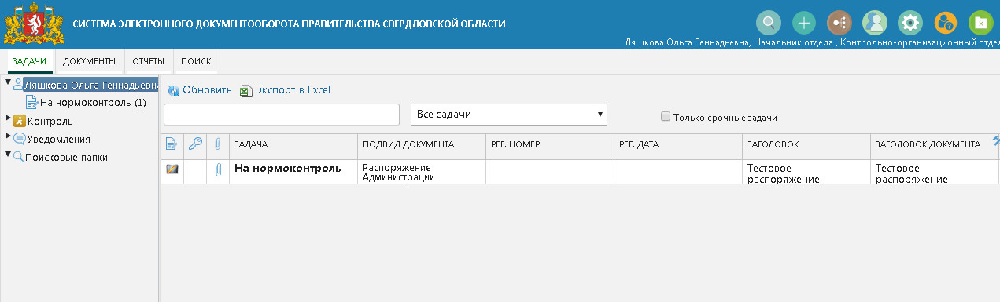 СИСТЕМА ЭЛЕКТРОННОГО ДОКУМЕНТООБОРОТА ПРАВИТЕЛЬСТВА СВЕРДЛОВСКОЙ ОБЛАСТИ
Ляшкова Ольга Геннадьевна, Начальник отдела , Контрольно-организационный отдел
ЗАДАЧИ ДОКУМЕНТЫ ОТЧЕТЫ ПОИСК
Ляшкова Ольга Геннадьевна
На нормоконтроль (1)
Контроль
Уведомления
Поисковые папки
Обновить Экспорт в Excel
Все задачи Только срочные задачи
ЗАДАЧА ПОДВИД ДОКУМЕНТА РЕГ. НОМЕР РЕГ. ДАТА ЗАГОЛОВОК ЗАГОЛОВОК ДОКУМЕНТА
На нормоконтроль Распоряжение Тестовое Тестовое
Администрации распоряжение распоряжение